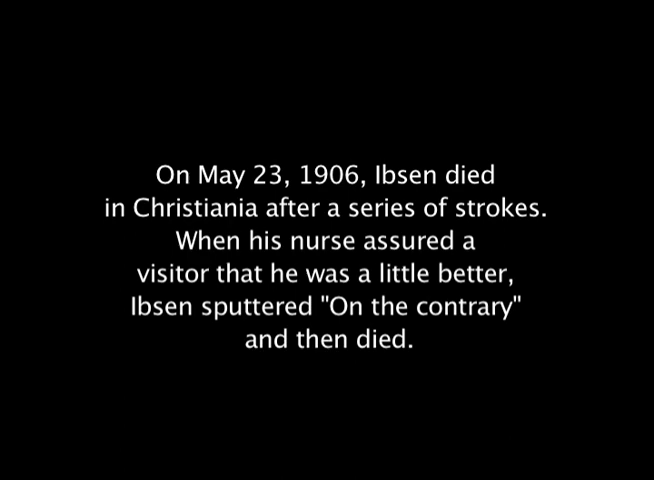 On May 23, 1906, Ibsen died
in Christiania after a series of strokes.
When his nurse assured a
visitor that he was a little better,
Ibsen sputtered "On the contrary"
and then died.